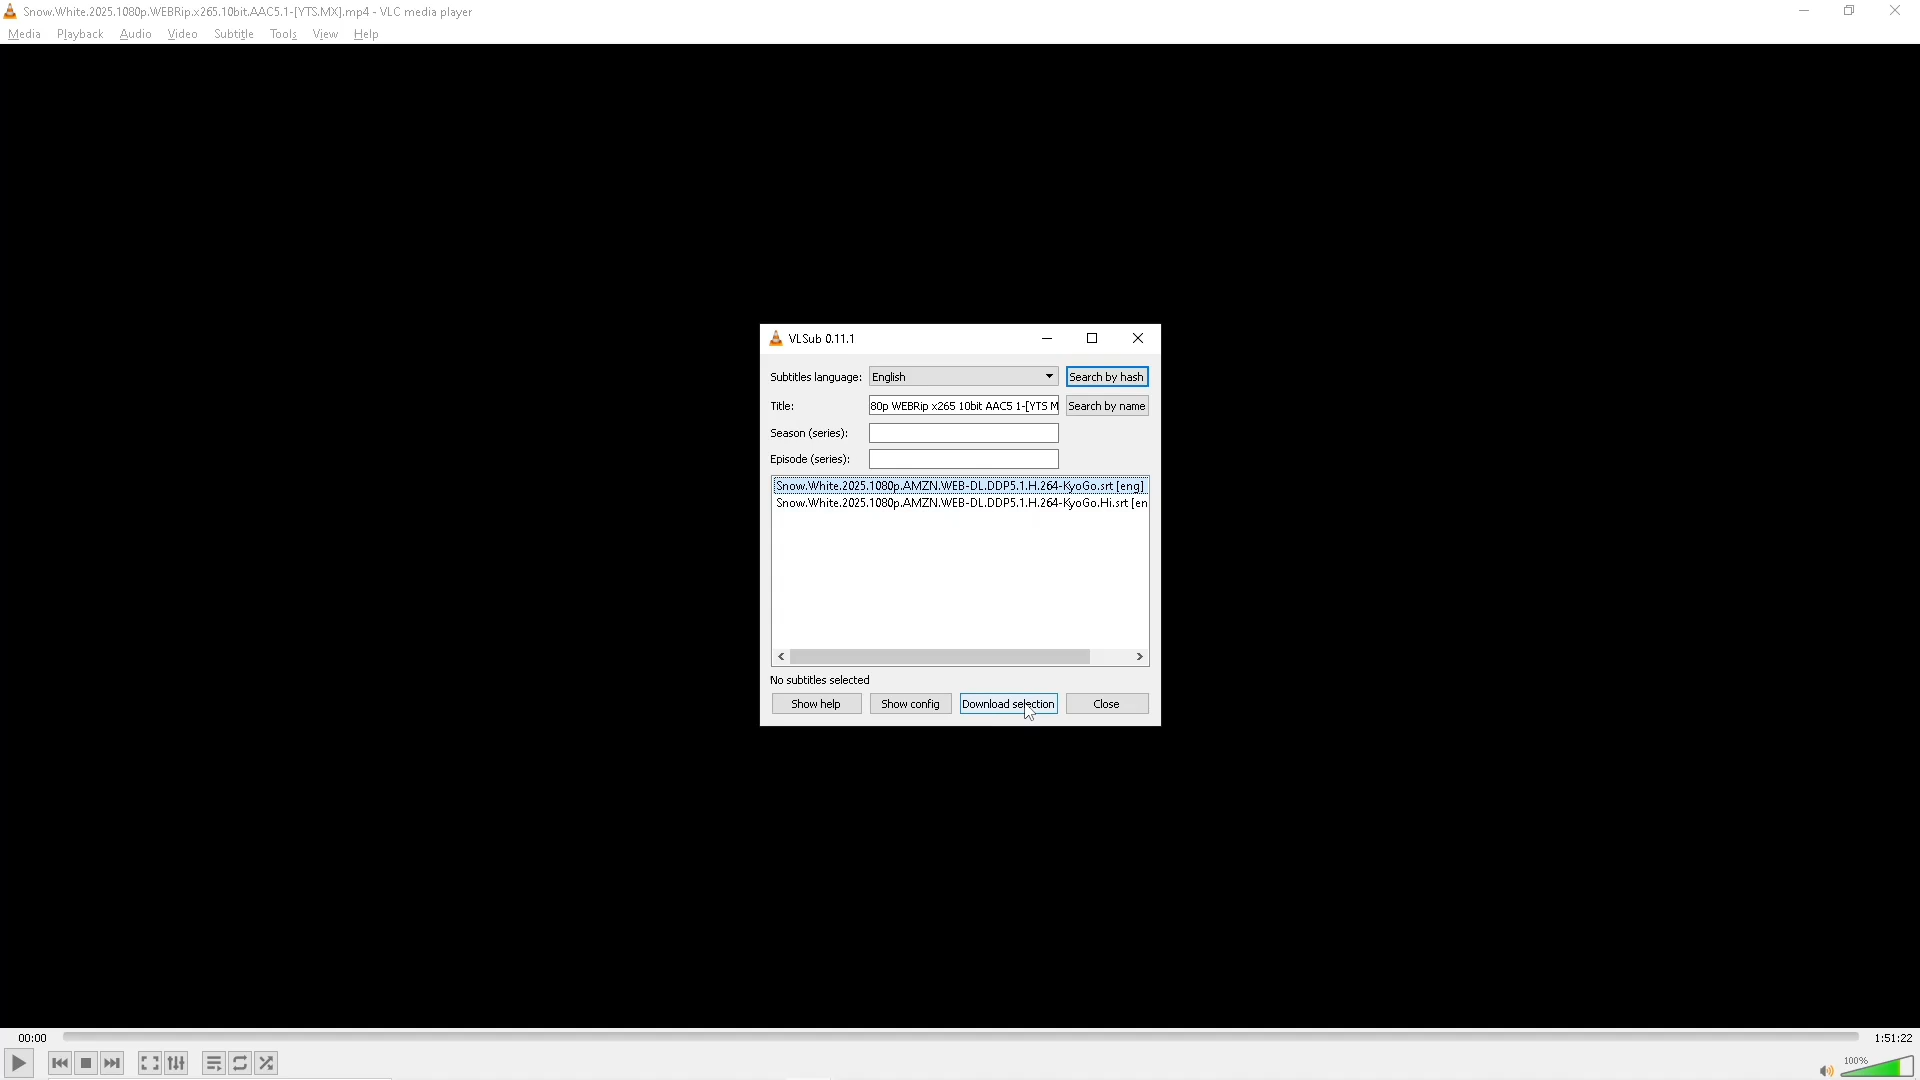 Snow.White.2025.1080p.WEBRip.x265.10bit.AAC5.1-[YTS.MX].mp4 - VLC media player
Media Playback Audio Video Subtitle Tools View Help
VLSub 0.11.1
Subtitles language: English Search by hash
Title: 80p WEBRip x265 10bit AAC5 1-[YTS M Search by name
Season (series):
Episode (series):
Snow.White.2025.1080p.AMZN.WEB-DL.DDP5.1.H.264-KyoGo.srt [eng]
Snow.White.2025.1080p.AMZN.WEB-DL.DDP5.1.H.264-KyoGo.Hi.srt [en
No subtitles selected
Show help Show config Download selection Close
00:00 1:51:22
100%